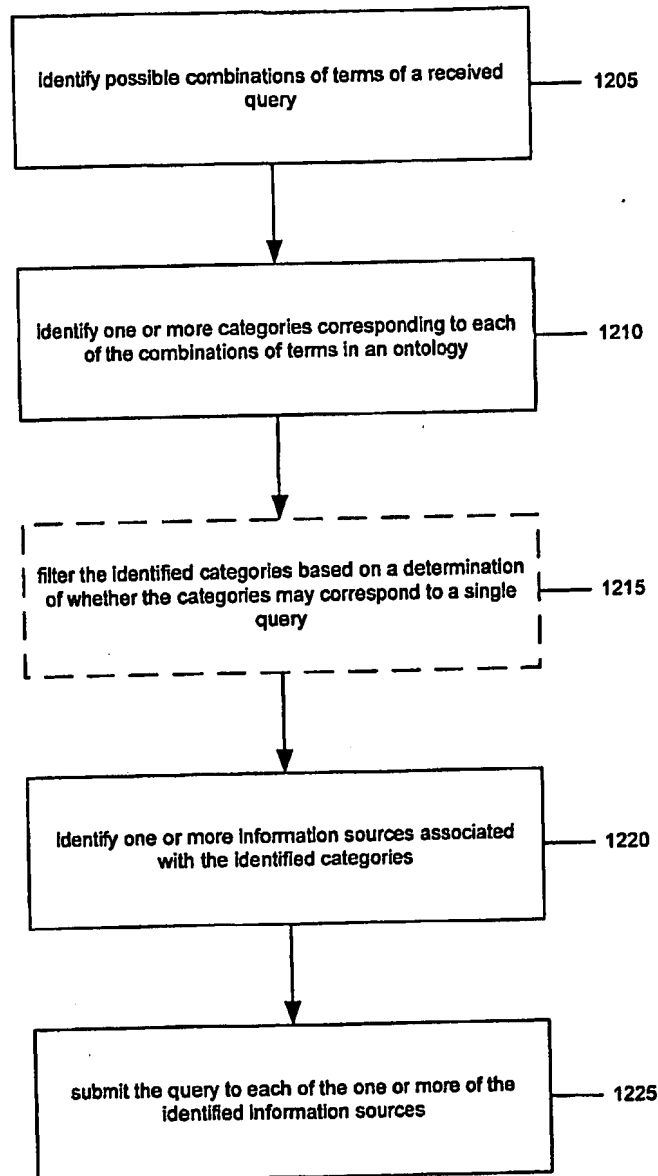 identify possible combinations of terms of a received
query
1205
identify one or more categories corresponding to each
of the combinations of terms in an ontology
1210
filter the identified categories based on a determination
of whether the categories may correspond to a single
query
1215
identify one or more information sources associated
with the identified categories
1220
submit the query to each of the one or more of the
identified information sources
1225